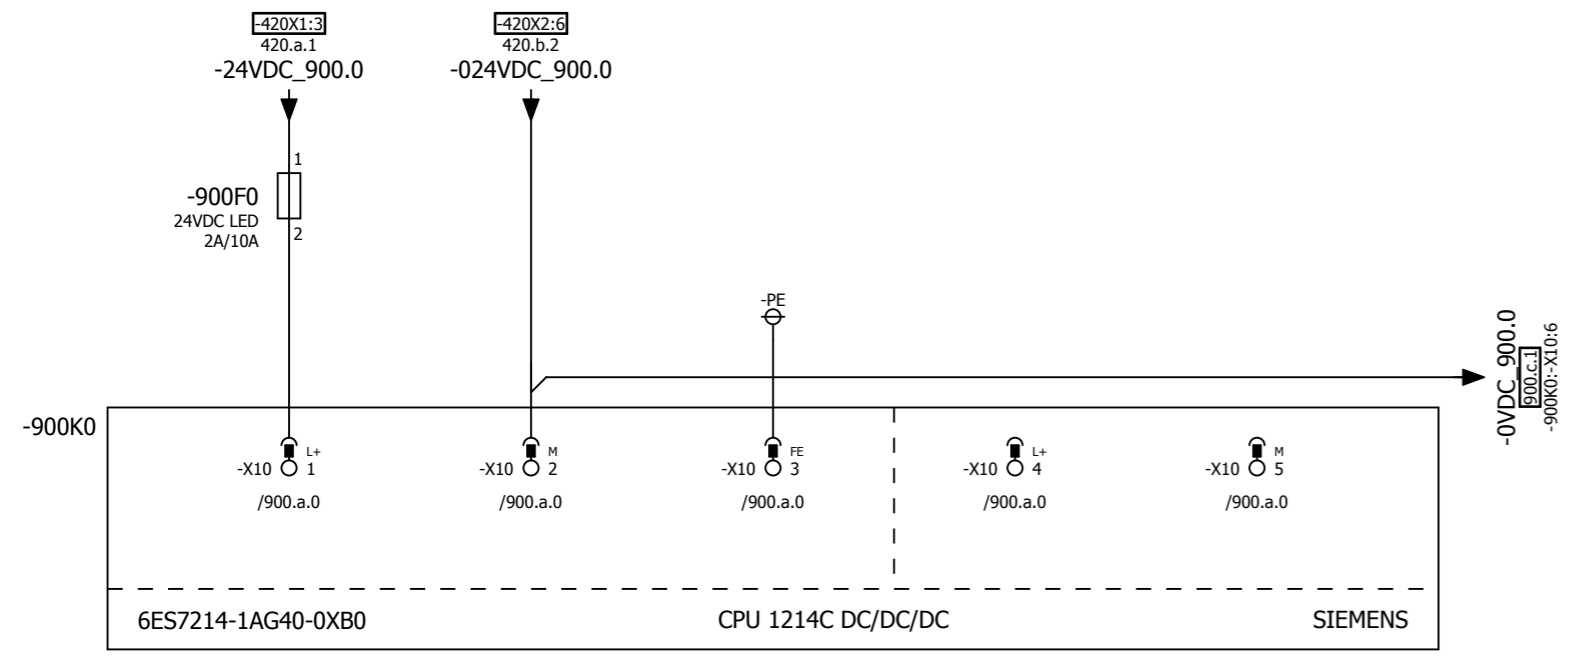 -420X1:3
420.a.1
-24VDC_900.0
-420X2:6
420.b.2
-024VDC_900.0
1
-900F0
24VDC LED
2A/10A
2
-PE
-0VDC_900.0
900.c.1
-900K0:-X10:6
-900K0
L+
-X10 1
/900.a.0
M
-X10 2
/900.a.0
FE
-X10 3
/900.a.0
L+
-X10 4
/900.a.0
M
-X10 5
/900.a.0
6ES7214-1AG40-0XB0
CPU 1214C DC/DC/DC
SIEMENS